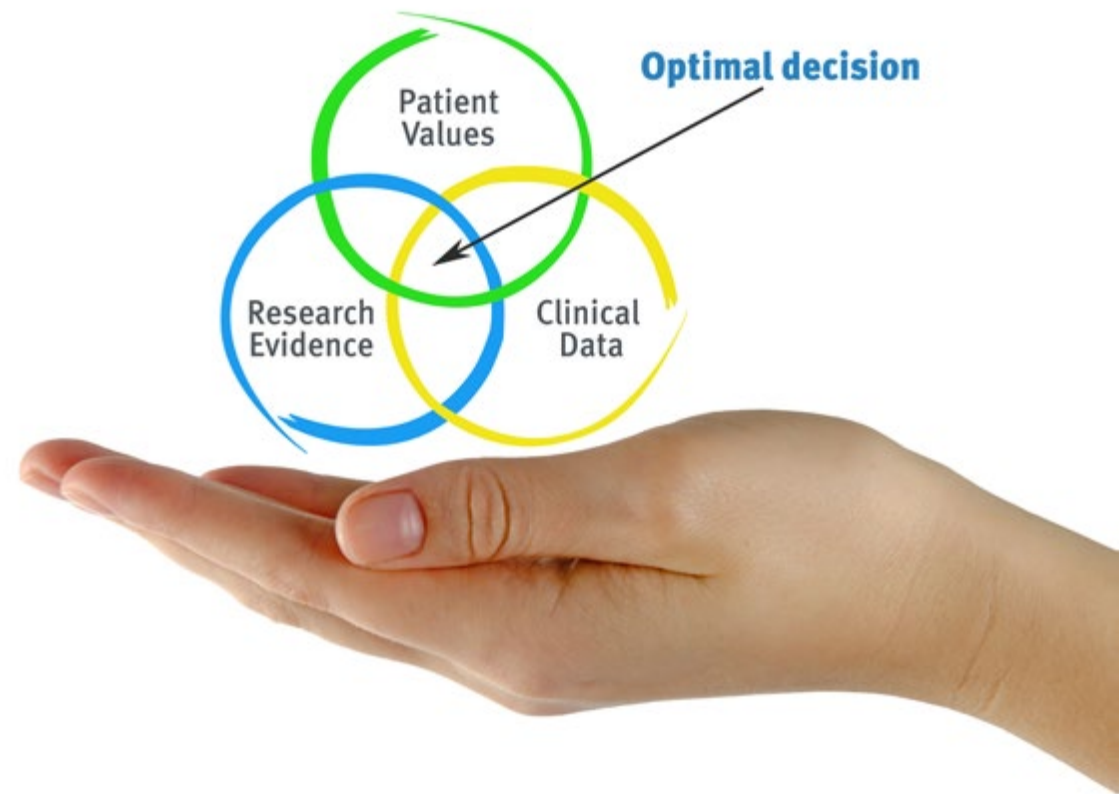 Optimal decision
Patient
Values
Research
Evidence
Clinical
Data